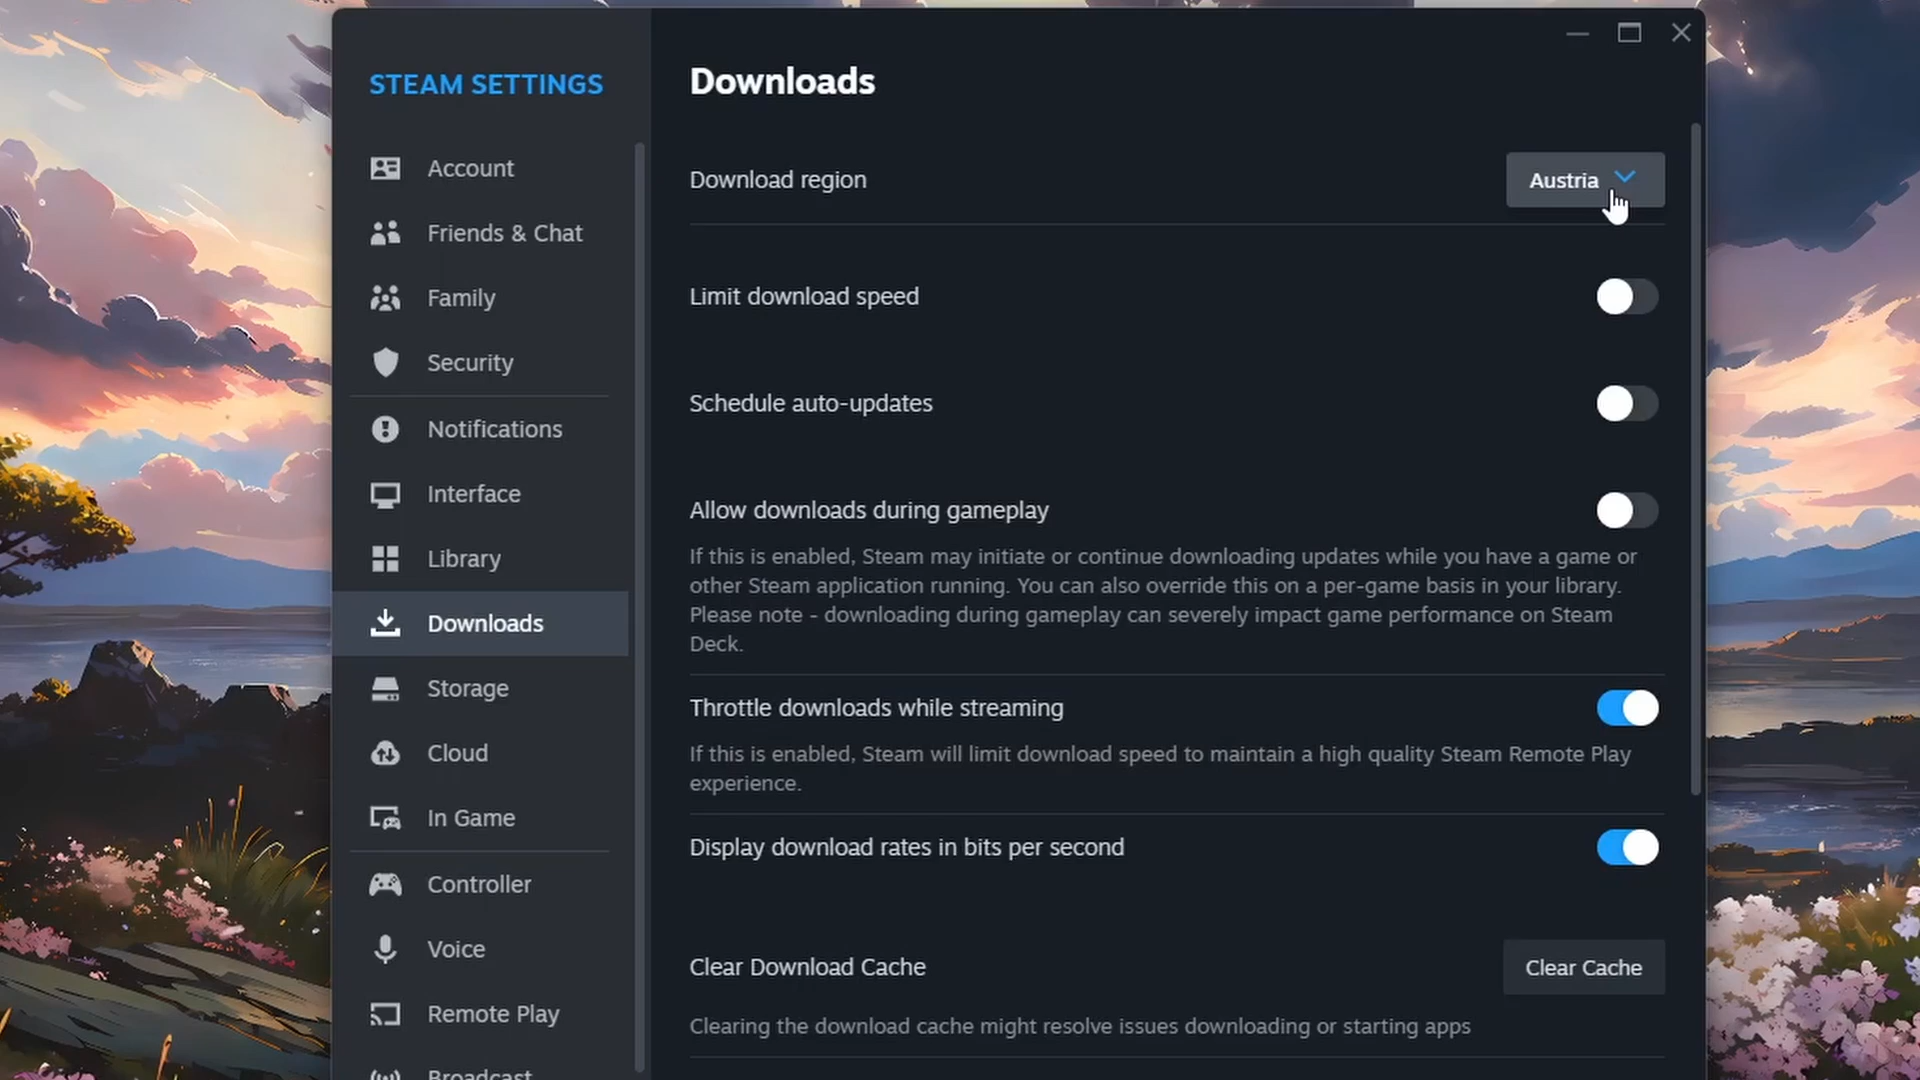 STEAM SETTINGS
Account
Friends & Chat
Family
Security
Notifications
Interface
Library
Downloads
Storage
Cloud
In Game
Controller
Voice
Remote Play
Broadcast
Downloads
Download region
Austria
Limit download speed
Schedule auto-updates
Allow downloads during gameplay
If this is enabled, Steam may initiate or continue downloading updates while you have a game or
other Steam application running. You can also override this on a per-game basis in your library.
Please note - downloading during gameplay can severely impact game performance on Steam
Deck.
Throttle downloads while streaming
If this is enabled, Steam will limit download speed to maintain a high quality Steam Remote Play
experience.
Display download rates in bits per second
Clear Download Cache
Clear Cache
Clearing the download cache might resolve issues downloading or starting apps